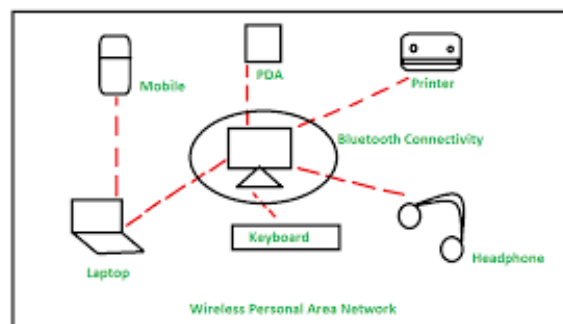 PDA
Mobile
Printer
Bluetooth Connectivity
Keyboard
Laptop
Headphone
Wireless Personal Area Network